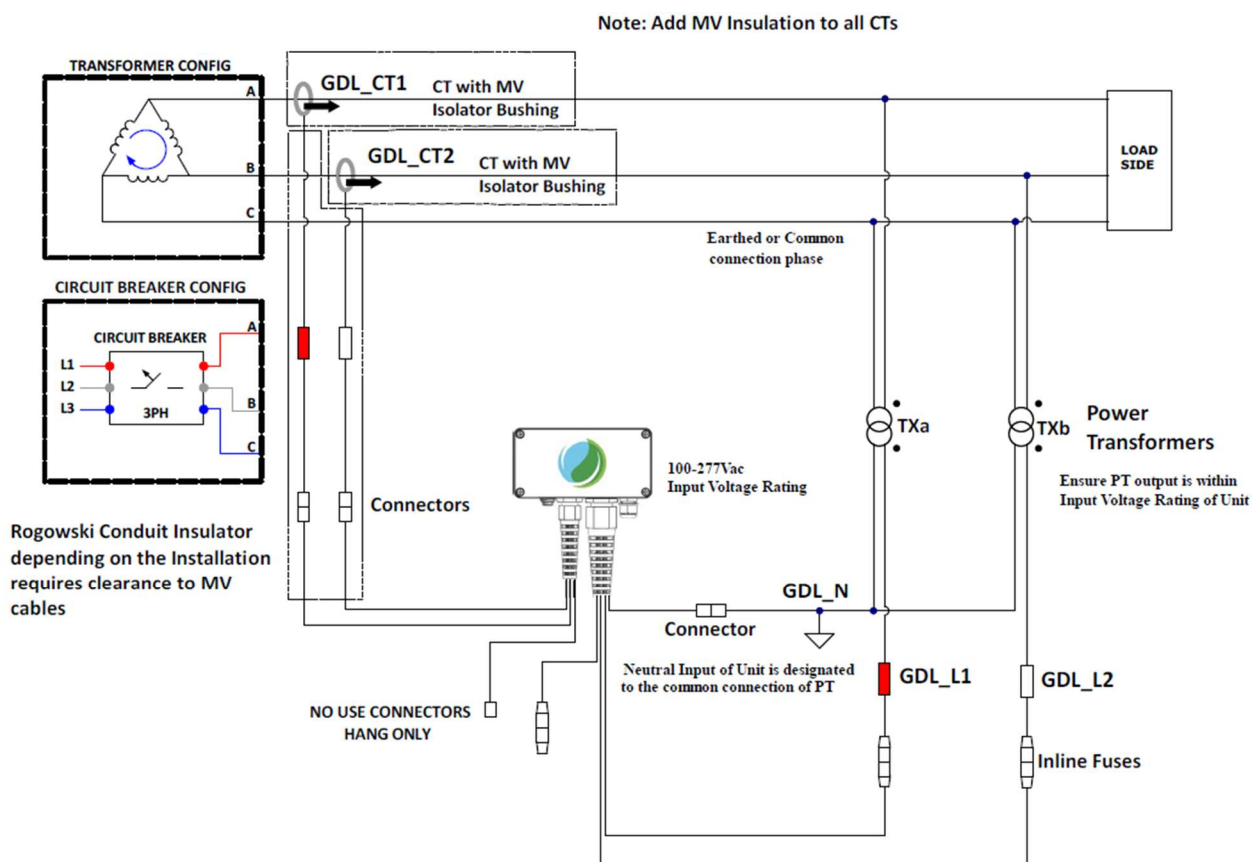 Note: Add MV Insulation to all CTs
TRANSFORMER CONFIG
A
B
C
GDL_CT1
CT with MV
Isolator Bushing
GDL_CT2
CT with MV
Isolator Bushing
LOAD
SIDE
Earthed or Common
connection phase
CIRCUIT BREAKER CONFIG
CIRCUIT BREAKER
L1
L2
L3
3PH
A
B
C
TXa
TXb
Power
Transformers
Ensure PT output is within
Input Voltage Rating of Unit
100-277Vac
Input Voltage Rating
Connectors
Rogowski Conduit Insulator
depending on the Installation
requires clearance to MV
cables
GDL_N
Connector
Neutral Input of Unit is designated
to the common connection of PT
GDL_L1
GDL_L2
NO USE CONNECTORS
HANG ONLY
Inline Fuses